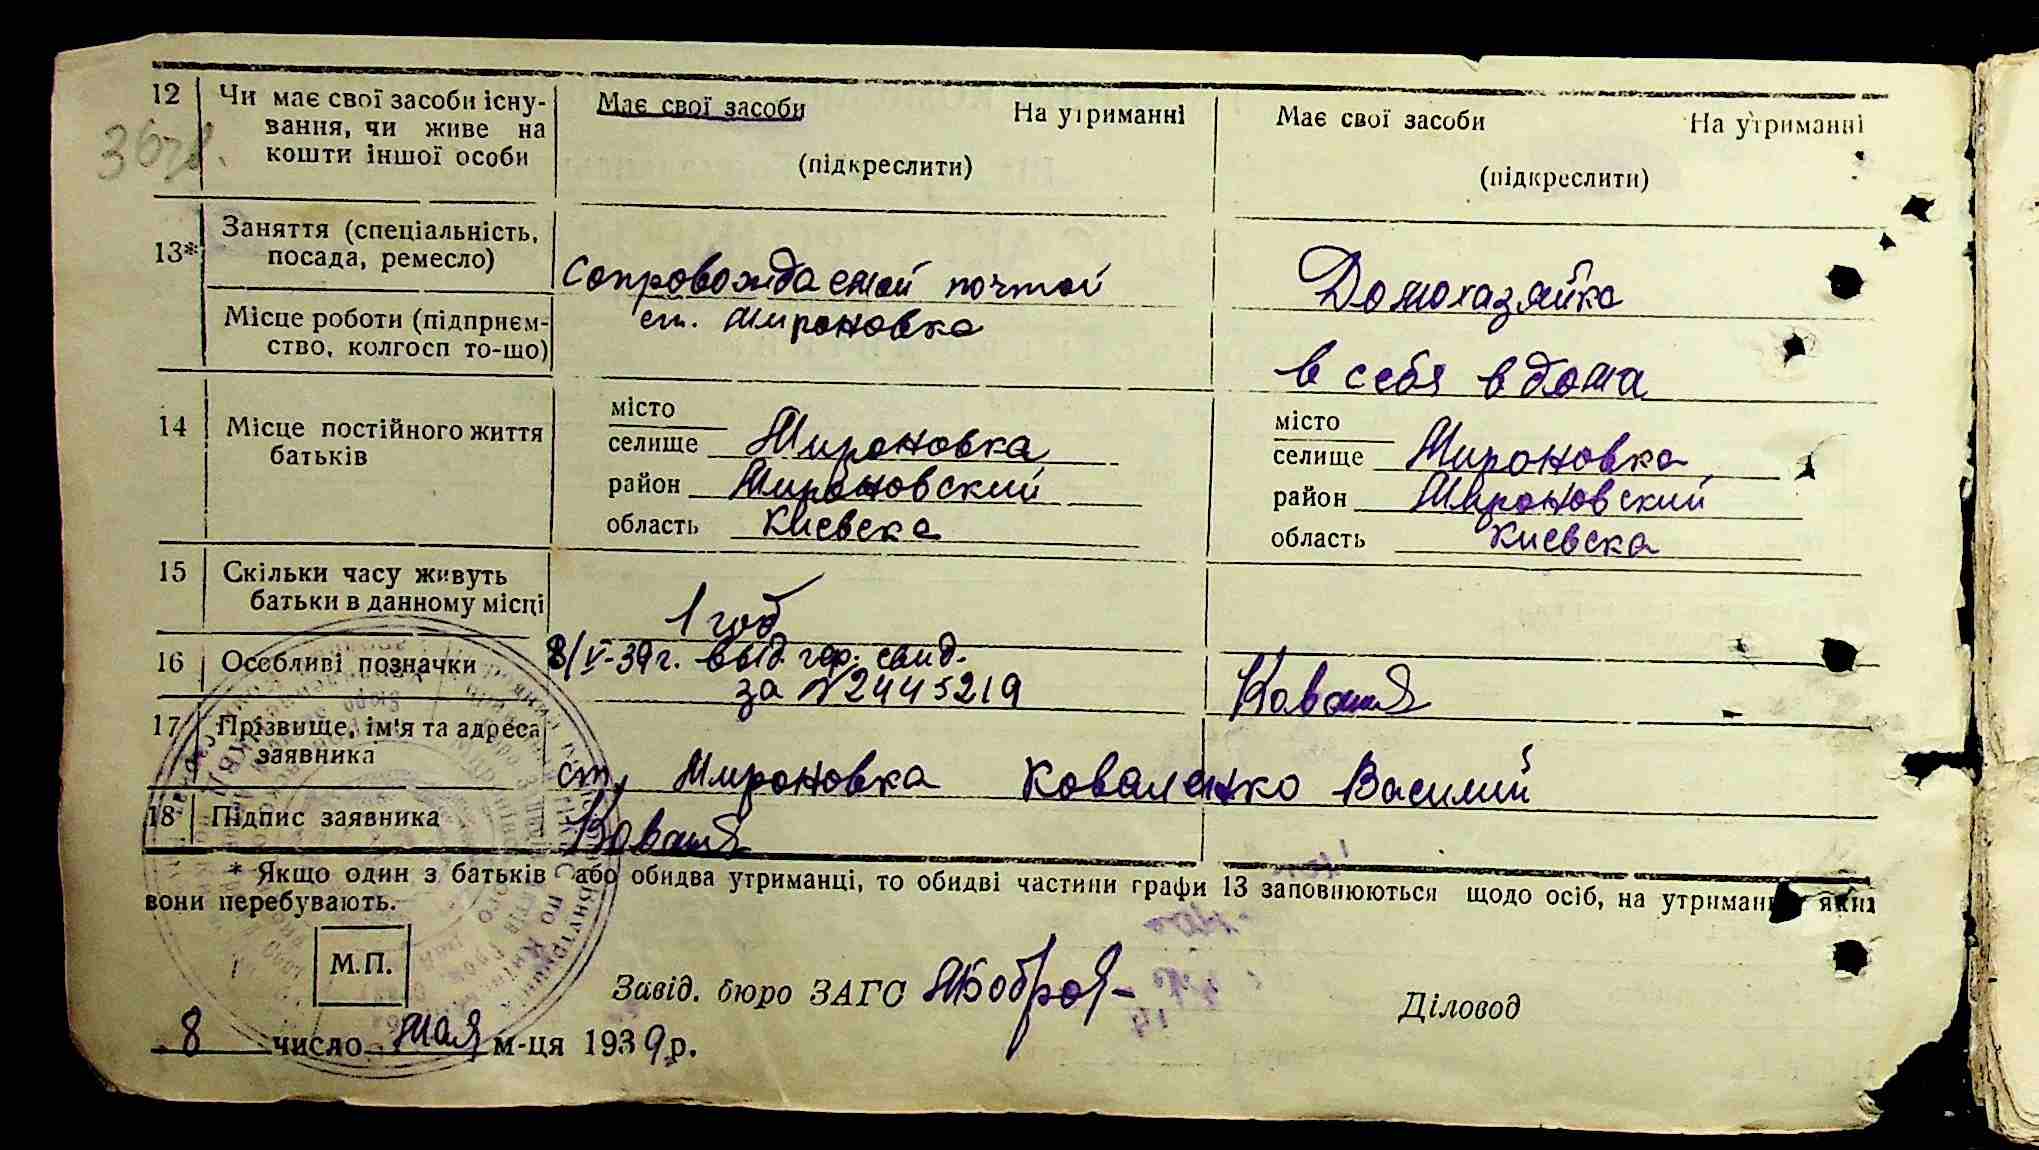 12 Чи має свої засоби існу-
вання, чи живе на
кошти іншої особи
Має свої засоби На утриманні
(підкреслити)
Має свої засоби На утриманні
(підкреслити)
13* Заняття (спеціальність,
посада, ремесло)
Сопровождаемой почтой
Домохазяйка
Місце роботи (підприєм-
ство, колгосп то-що)
ст. Мироновка
в себя в дома
14 Місце постійного життя
батьків
місто
селище Мироновка
район Мироновский
область Киевска
місто
селище Мироновка
район Мироновский
область Киевска
15 Скільки часу живуть
батьки в данному місці
1 год
16 Особливі позначки
8/V-39г. выд. свид.
за №2445219
17 Прізвище, ім'я та адреса
заявника
ст. Мироновка Коваленко Василий
18 Підпис заявника
* Якщо один з батьків або обидва утриманці, то обидві частини графи 13 заповнюються щодо осіб, на утриманні яких
вони перебувають.
М.П.
Завід. бюро ЗАГС
Діловод
8 число мая м-ця 1939 р.